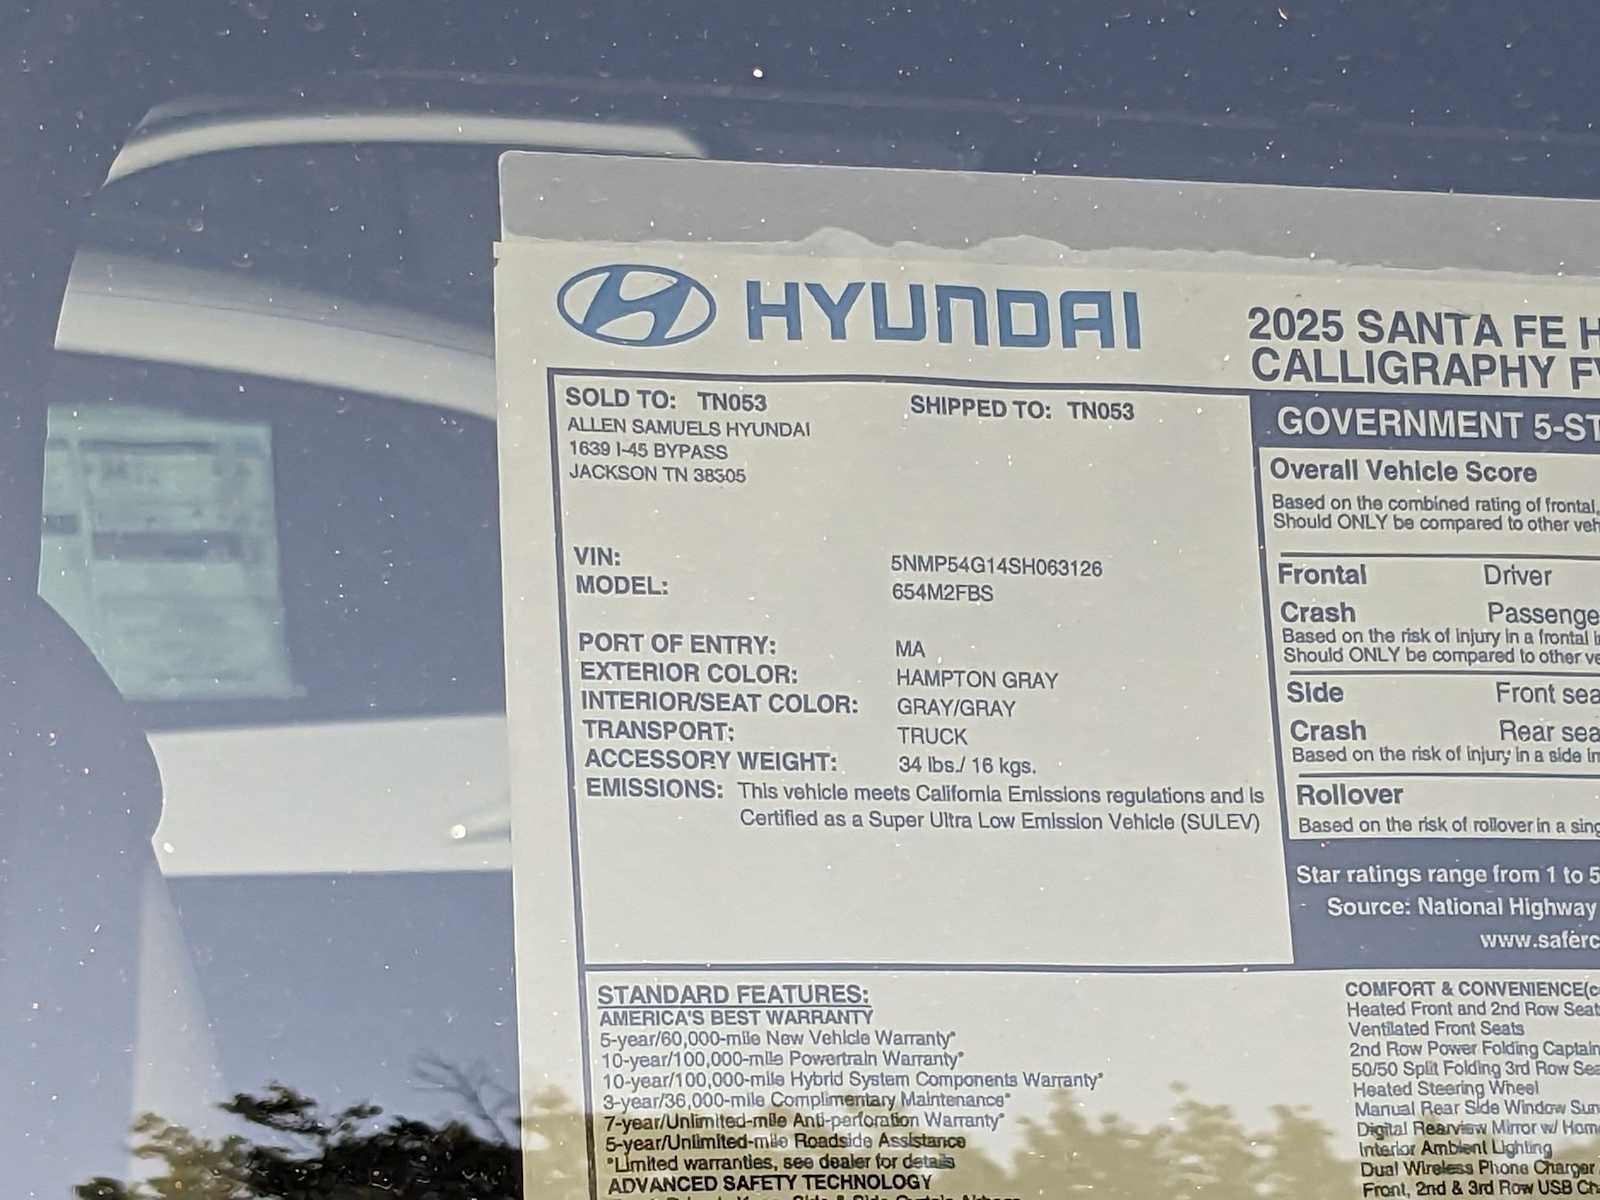 HYUNDAI
2025 SANTA FE H
CALLIGRAPHY F
SOLD TO: TN053
SHIPPED TO: TN053
ALLEN SAMUELS HYUNDAI
1639 I-45 BYPASS
JACKSON TN 38305
VIN: 5NMP54G14SH063126
MODEL: 654M2FBS
PORT OF ENTRY: MA
EXTERIOR COLOR: HAMPTON GRAY
INTERIOR/SEAT COLOR: GRAY/GRAY
TRANSPORT: TRUCK
ACCESSORY WEIGHT: 34 lbs./ 16 kgs.
EMISSIONS: This vehicle meets California Emissions regulations and is
Certified as a Super Ultra Low Emission Vehicle (SULEV)
GOVERNMENT 5-ST
Overall Vehicle Score
Based on the combined rating of frontal,
Should ONLY be compared to other veh
Frontal Driver
Crash Passenge
Based on the risk of injury in a frontal i
Should ONLY be compared to other ve
Side Front sea
Crash Rear sea
Based on the risk of injury in a side in
Rollover
Based on the risk of rollover in a sing
Star ratings range from 1 to 5
Source: National Highway
www.saferc
STANDARD FEATURES:
AMERICA'S BEST WARRANTY
5-year/60,000-mile New Vehicle Warranty*
10-year/100,000-mile Powertrain Warranty*
10-year/100,000-mile Hybrid System Components Warranty*
3-year/36,000-mile Complimentary Maintenance*
7-year/Unlimited-mile Anti-perforation Warranty*
5-year/Unlimited-mile Roadside Assistance
*Limited warranties, see dealer for details
ADVANCED SAFETY TECHNOLOGY
COMFORT & CONVENIENCE(c
Heated Front and 2nd Row Seat
Ventilated Front Seats
2nd Row Power Folding Captain
50/50 Split Folding 3rd Row Sea
Heated Steering Wheel
Manual Rear Side Window Sun
Digital Rearview Mirror w/ Hom
Interior Ambient Lighting
Dual Wireless Phone Charger
Front, 2nd & 3rd Row USB Ch